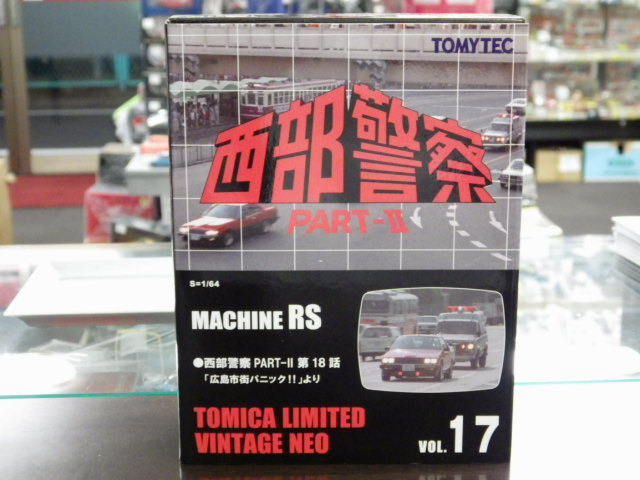 TOMYTEC
西部警察
PART-II
S=1/64
MACHINE RS
●西部警察 PART-II 第18話
「広島市街パニック!!」より
TOMICA LIMITED
VINTAGE NEO
VOL. 17